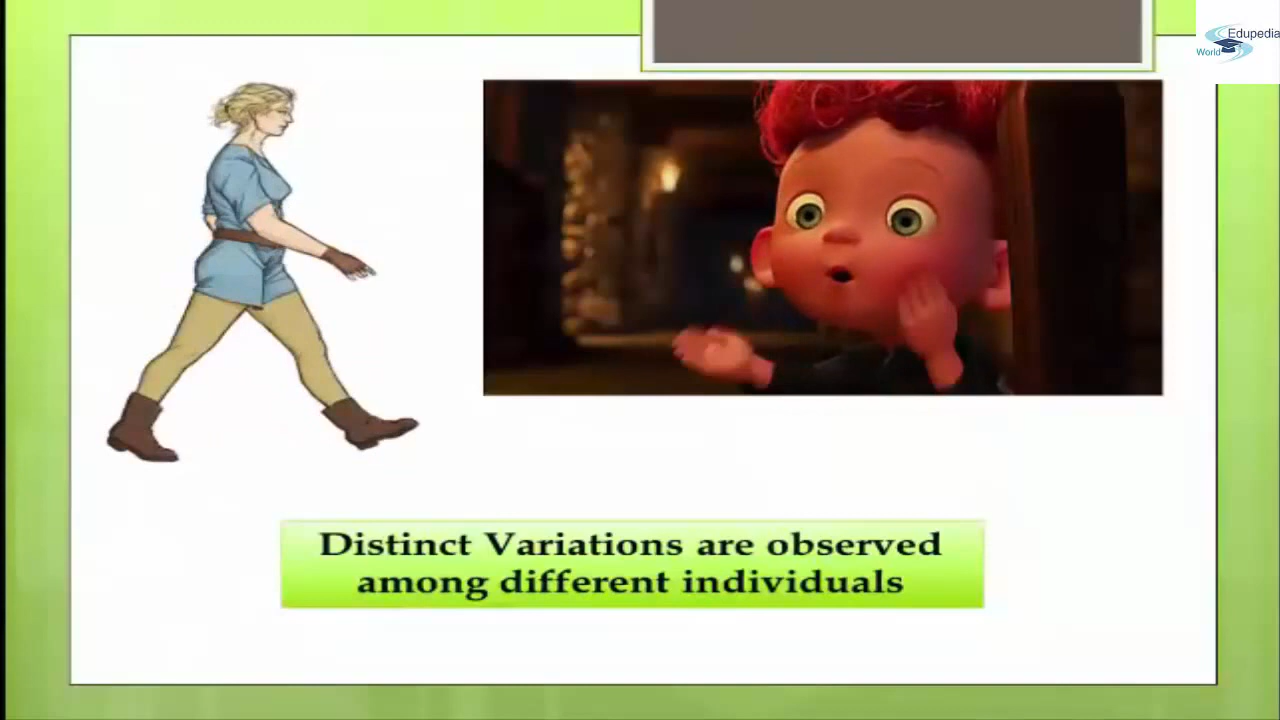 Edupedia
World
Distinct Variations are observed
among different individuals